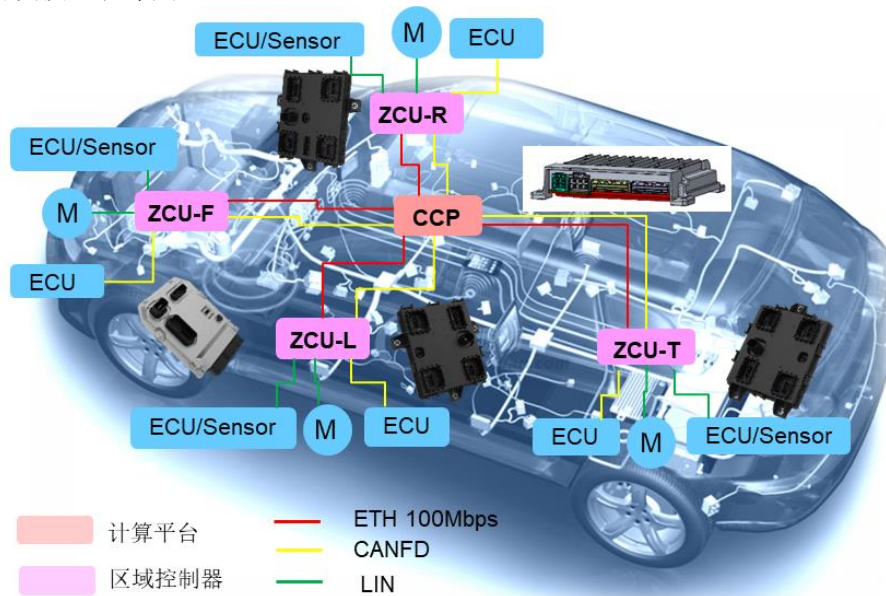 ECU/Sensor
M
ECU
ZCU-R
ECU/Sensor
M
ZCU-F
ECU
CCP
ZCU-L
ZCU-T
ECU/Sensor
M
ECU
ECU
M
ECU/Sensor
计算平台
区域控制器
ETH 100Mbps
CANFD
LIN